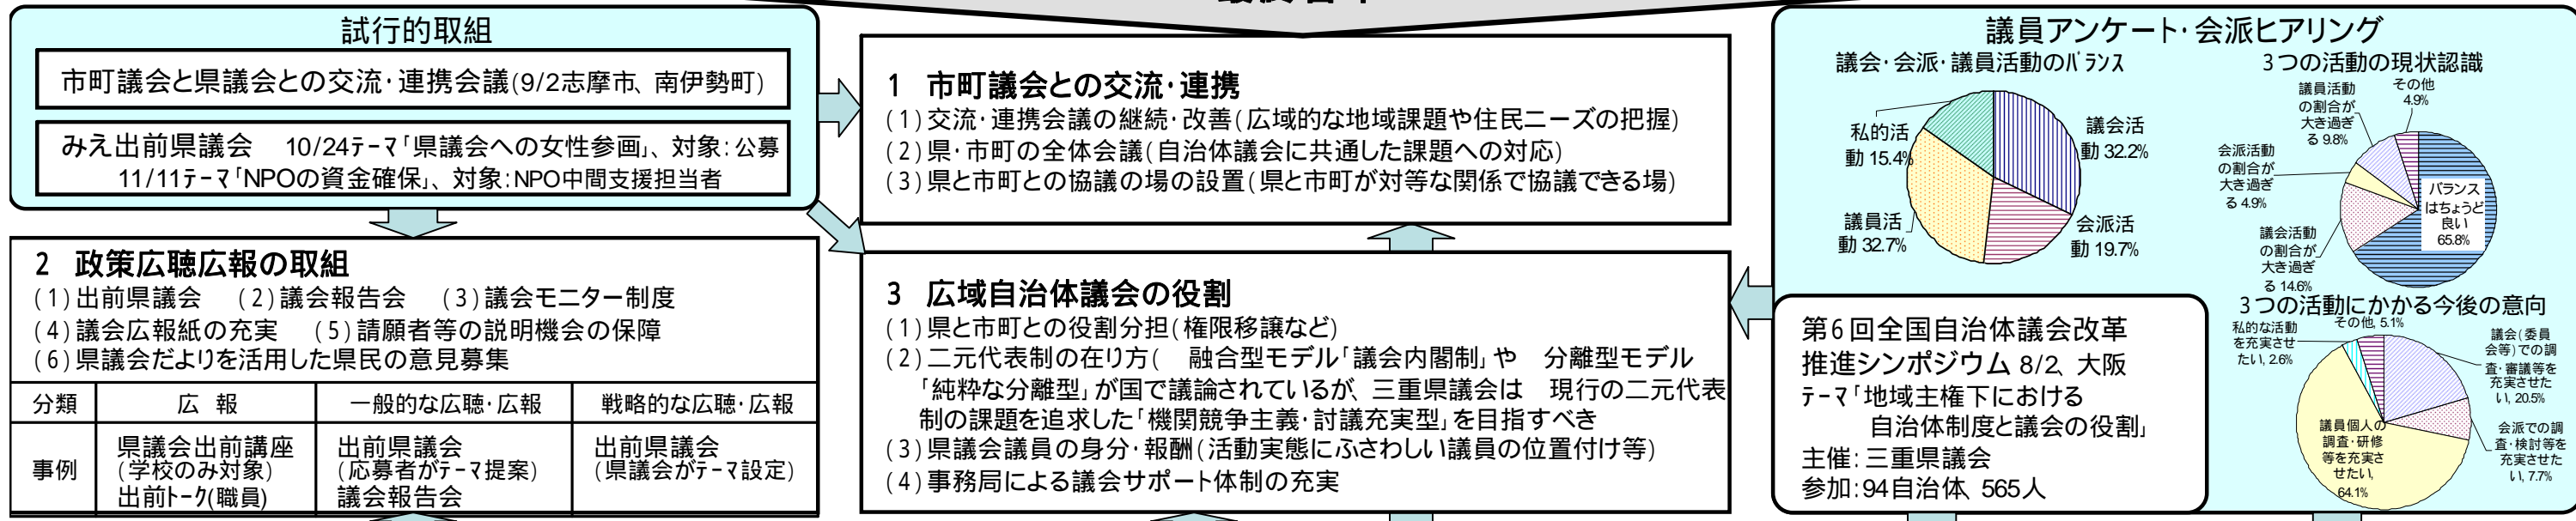 試行的取組
市町議会と県議会との交流・連携会議(9/2志摩市、南伊勢町)
みえ出前県議会　10/24テーマ「県議会への女性参画」、対象:公募
11/11テーマ「NPOの資金確保」、対象:NPO中間支援担当者
1　市町議会との交流・連携
(1)交流・連携会議の継続・改善(広域的な地域課題や住民ニーズの把握)
(2)県・市町の全体会議(自治体議会に共通した課題への対応)
(3)県と市町との協議の場の設置(県と市町が対等な関係で協議できる場)
2　政策広聴広報の取組
(1)出前県議会　(2)議会報告会　(3)議会モニター制度
(4)議会広報紙の充実　(5)請願者等の説明機会の保障
(6)県議会だよりを活用した県民の意見募集
分類　広 報　一般的な広聴・広報　戦略的な広聴・広報
事例
県議会出前講座
(学校のみ対象)
出前トーク(職員)
出前県議会
(応募者がテーマ提案)
議会報告会
出前県議会
(県議会がテーマ設定)
3　広域自治体議会の役割
(1)県と市町との役割分担(権限移譲など)
(2)二元代表制の在り方(　融合型モデル「議会内閣制」や　分離型モデル
「純粋な分離型」が国で議論されているが、三重県議会は　現行の二元代表
制の課題を追求した「機関競争主義・討議充実型」を目指すべき
(3)県議会議員の身分・報酬(活動実態にふさわしい議員の位置付け等)
(4)事務局による議会サポート体制の充実
議員アンケート・会派ヒアリング
議会・会派・議員活動のバランス
私的活
動 15.4%
議会活
動 32.2%
議員活
動 32.7%
会派活
動 19.7%
3つの活動の現状認識
議員活動
の割合が
大き過ぎ
る 9.8%
その他
4.9%
会派活動
の割合が
大き過ぎ
る 4.9%
バランス
はちょうど
良い
65.8%
議会活動
の割合が
大き過ぎ
る 14.6%
3つの活動にかかる今後の意向
私的な活動
を充実させ
たい, 2.6%
その他, 5.1%
議会(委員
会等)での調
査・審議等を
充実させた
い, 20.5%
議員個人の
調査・研修
等を充実さ
せたい,
64.1%
会派での調
査・検討等を
充実させた
い, 7.7%
第6回全国自治体議会改革
推進シンポジウム 8/2、大阪
テーマ「地域主権下における
自治体制度と議会の役割」
主催:三重県議会
参加:94自治体、565人